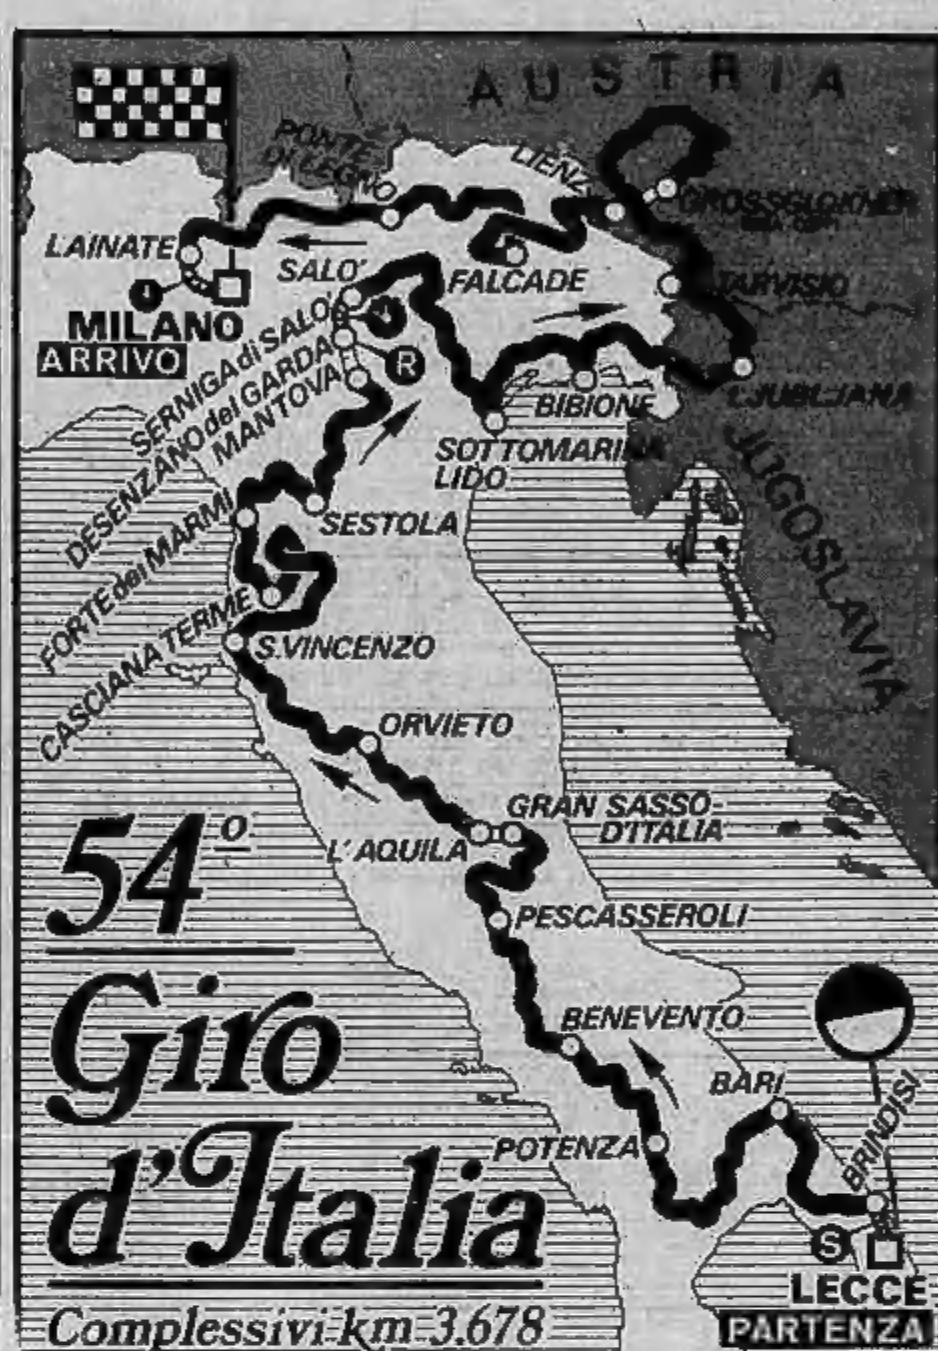 AUSTRIA
PONTE
DI LEGNO
LIENZ
GROSSGLOCKNER
LAINATE
SALO'
FALCADE
TARVISIO
MILANO
ARRIVO
SERNIGA di SALO'
DESENZANO del GARDA
MANTOVA
R
BIBIONE
LJUBLJANA
SOTTOMARINA
LIDO
JUGOSLAVIA
FORTE dei MARMI
SESTOLA
CASCIANA TERME
S.VINCENZO
ORVIETO
GRAN SASSO-
D'ITALIA
L'AQUILA
PESCASSEROLI
BENEVENTO
BARI
BRINDISI
POTENZA
S
LECCE
PARTENZA
54º
Giro
d'Italia
Complessivi km 3.678